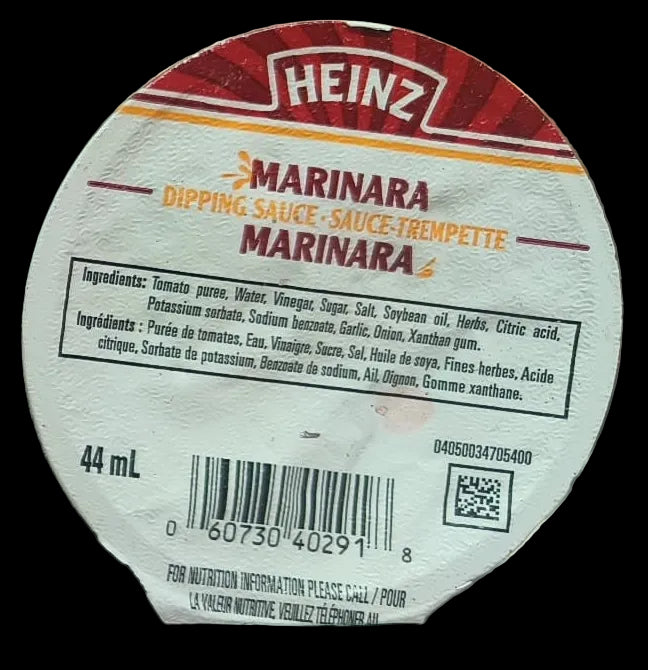 HEINZ
MARINARA
DIPPING SAUCE · SAUCE-TREMPETTE
MARINARA
Ingredients: Tomato puree, Water, Vinegar, Sugar, Salt, Soybean oil, Herbs, Citric acid,
Potassium sorbate, Sodium benzoate, Garlic, Onion, Xanthan gum.
Ingrédients : Purée de tomates, Eau, Vinaigre, Sucre, Sel, Huile de soya, Fines herbes, Acide
citrique, Sorbate de potassium, Benzoate de sodium, Ail, Oignon, Gomme xanthane.
04050034705400
44 mL
0 60730 40291 8
FOR NUTRITION INFORMATION PLEASE CALL / POUR
LA VALEUR NUTRITIVE, VEUILLEZ TÉLÉPHONER AU